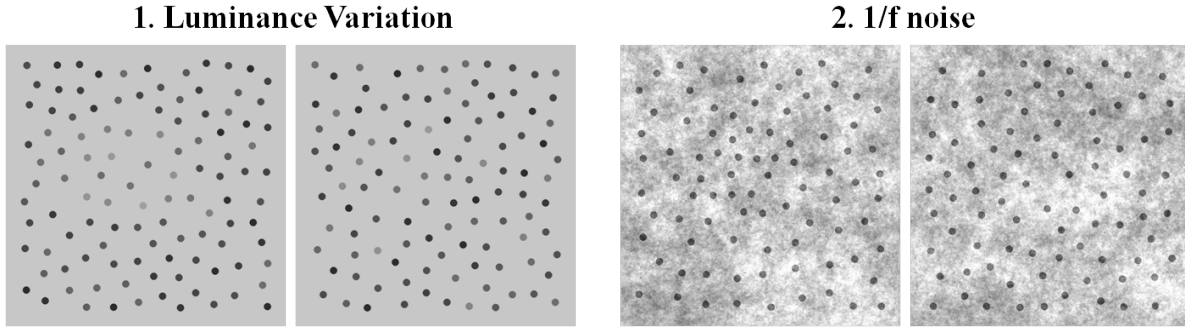 1. Luminance Variation
2. 1/f noise